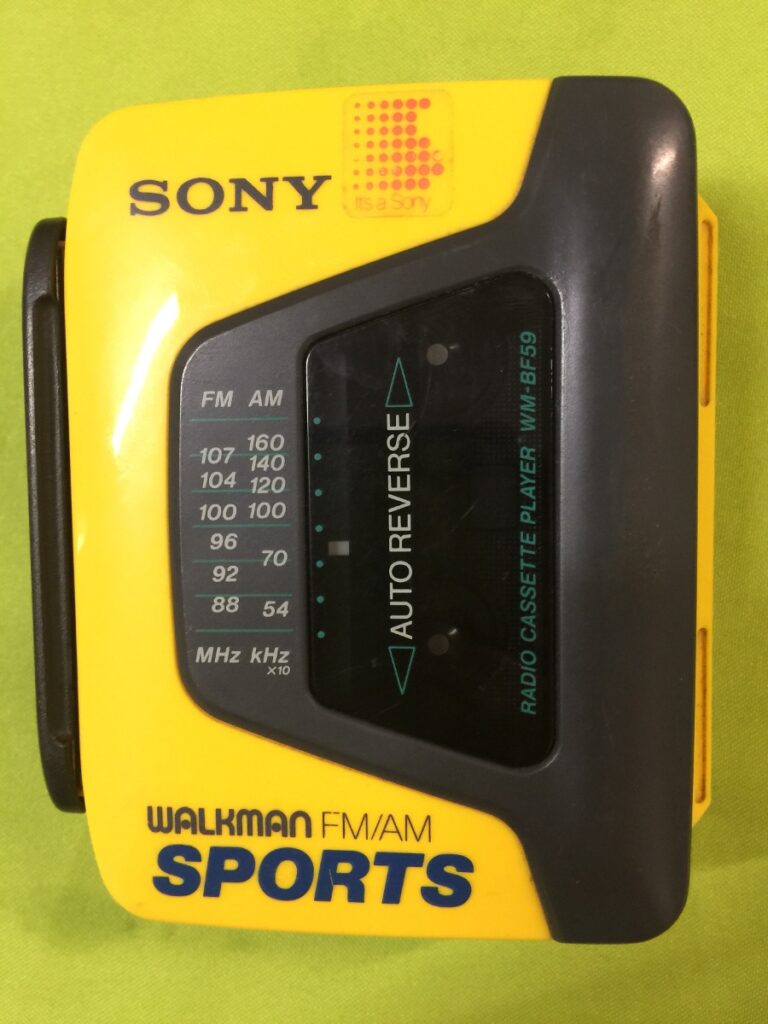 SONY
It's a Sony
FM AM
160
107
140
104
120
100 100
96
70
92
88 54
MHz kHz
×10
AUTO REVERSE
RADIO CASSETTE PLAYER WM-BF59
WALKMAN FM/AM
SPORTS